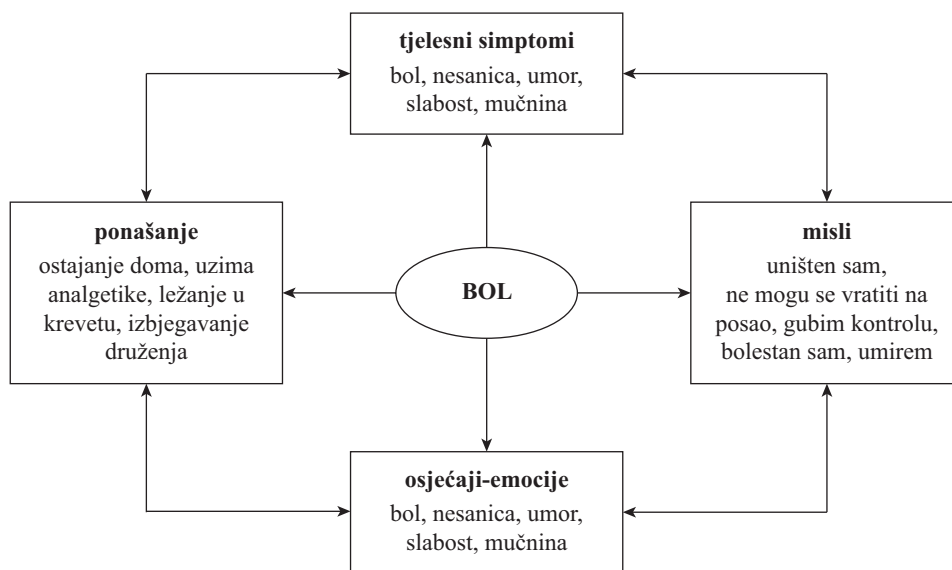 tjelesni simptomi
bol, nesanica, umor,
slabost, mučnina
ponašanje
ostajanje doma, uzima
analgetike, ležanje u
krevetu, izbjegavanje
druženja
BOL
misli
uništen sam,
ne mogu se vratiti na
posao, gubim kontrolu,
bolestan sam, umirem
osjećaji-emocije
bol, nesanica, umor,
slabost, mučnina